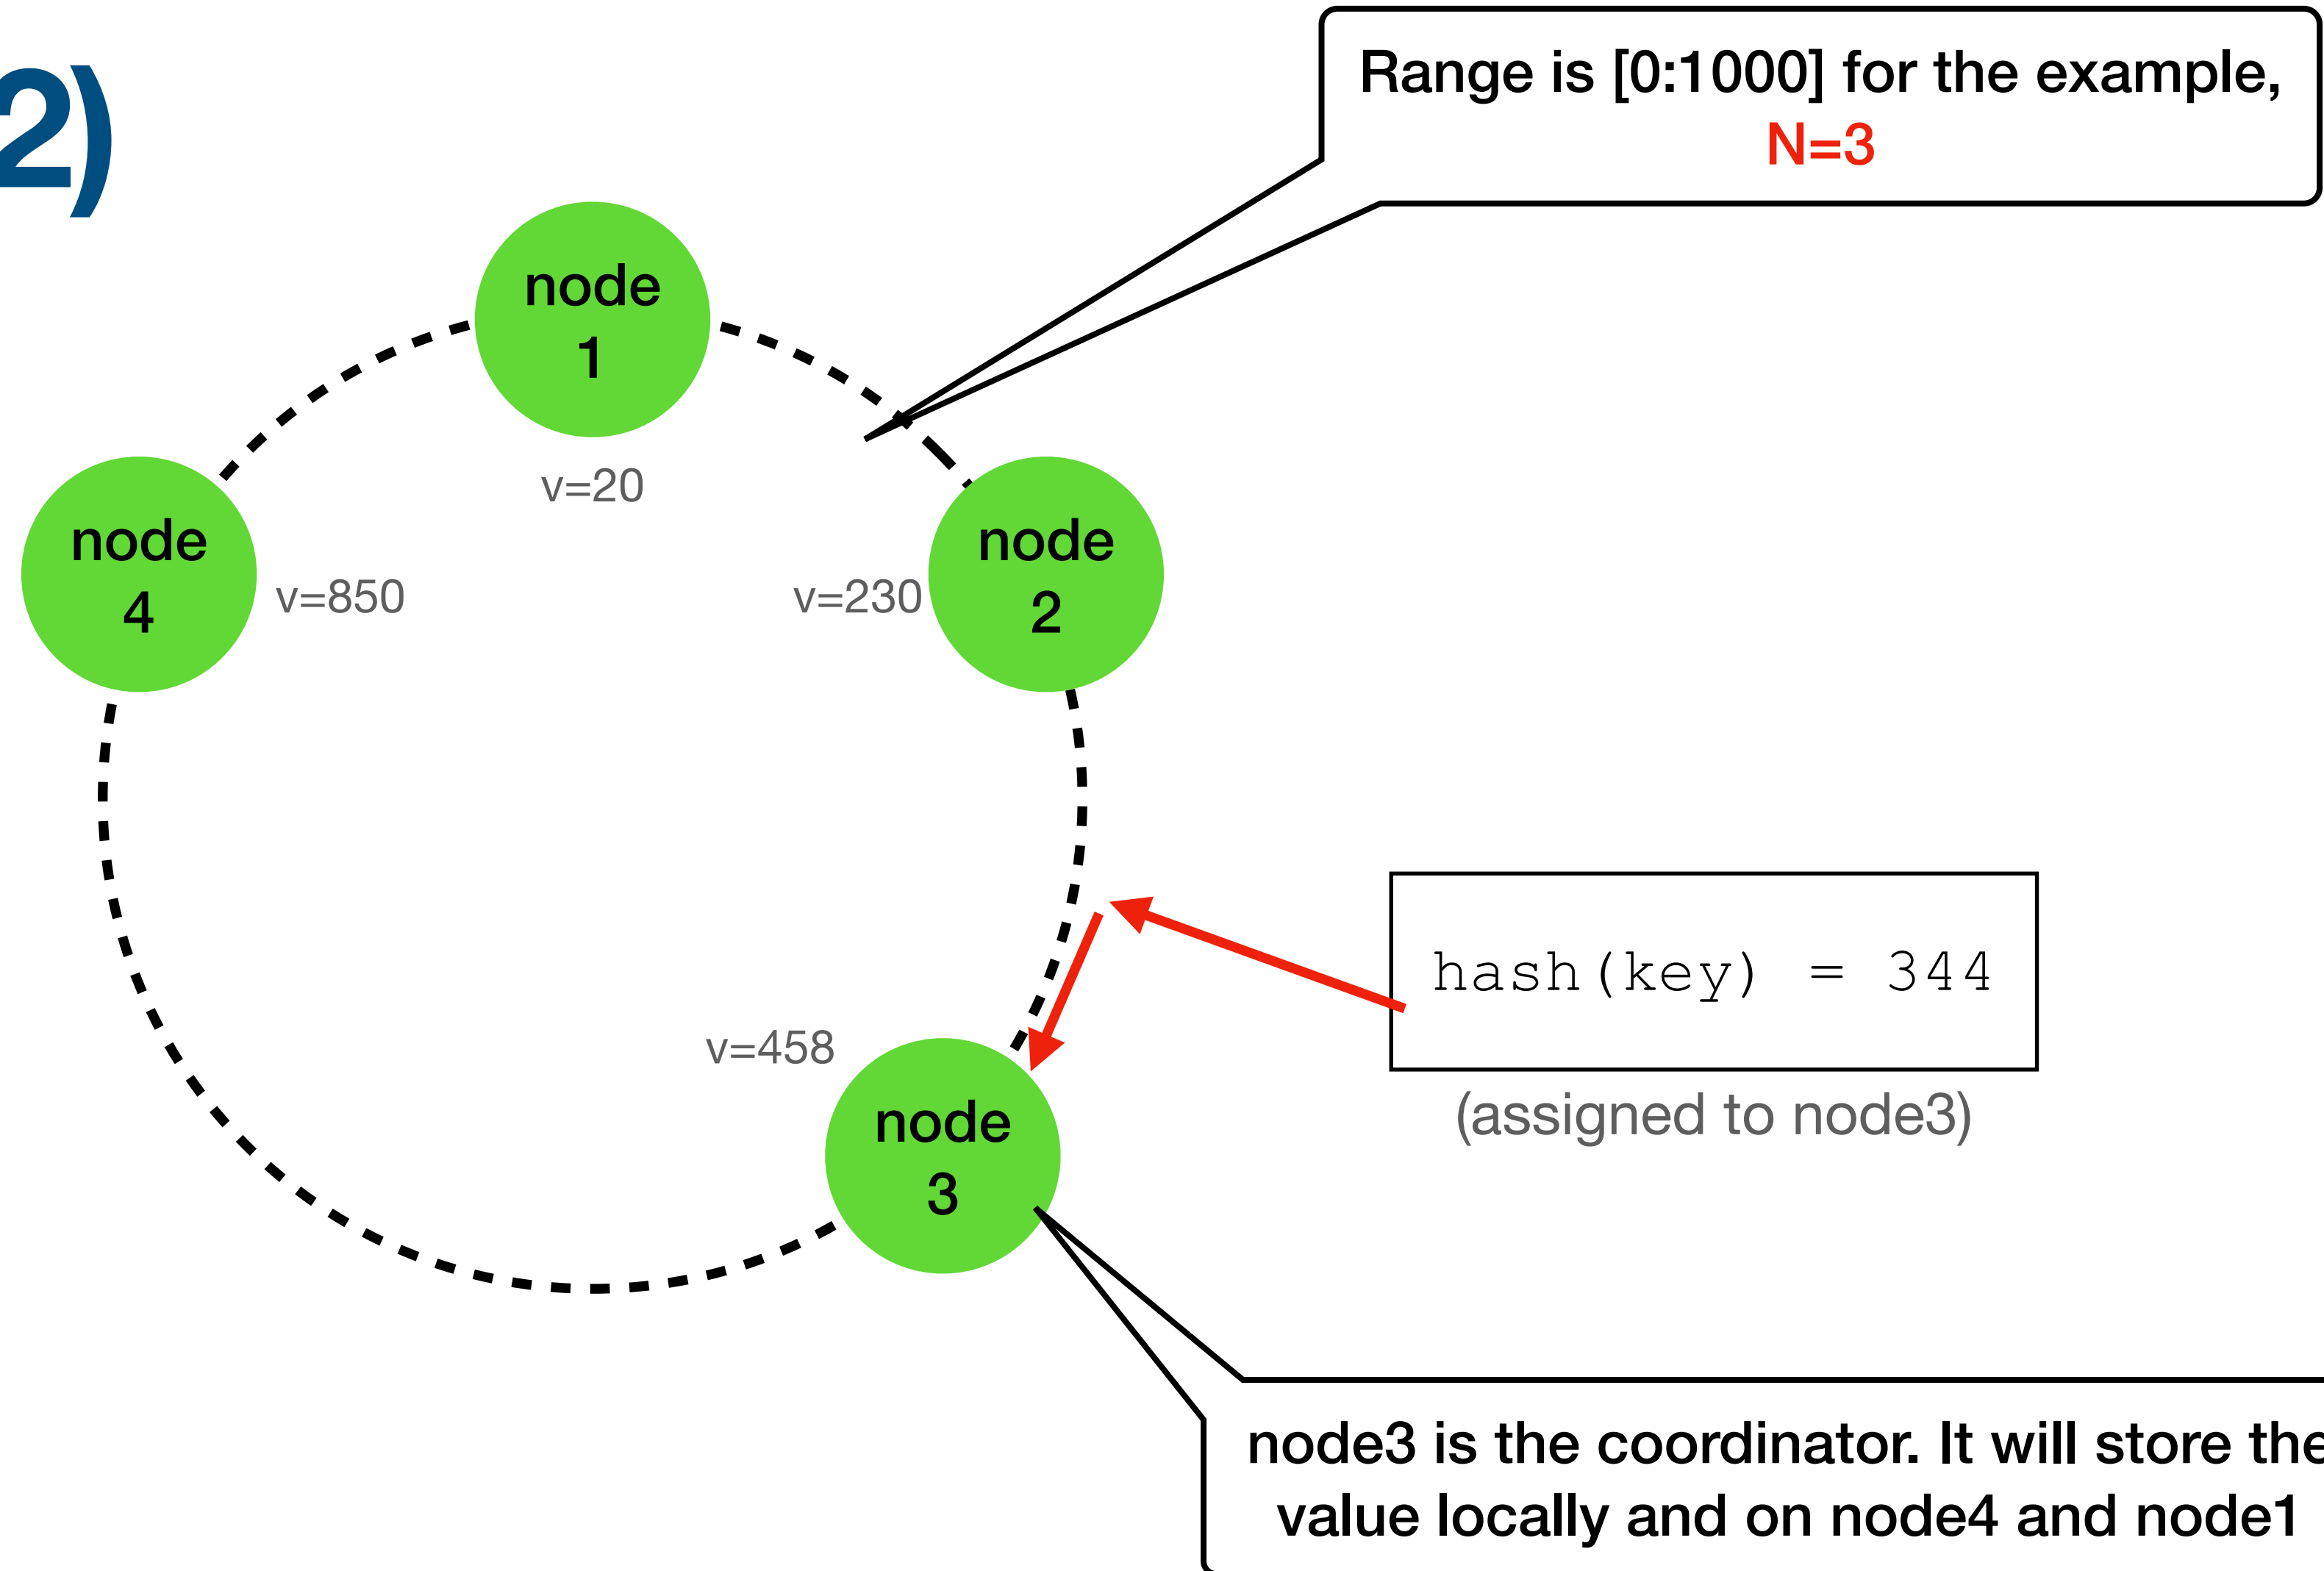 2)
Range is [0:1000] for the example,
N=3
node
1
v=20
node
4
v=850
v=230
node
2
hash(key) = 344
(assigned to node3)
v=458
node
3
node3 is the coordinator. It will store the
value locally and on node4 and node1